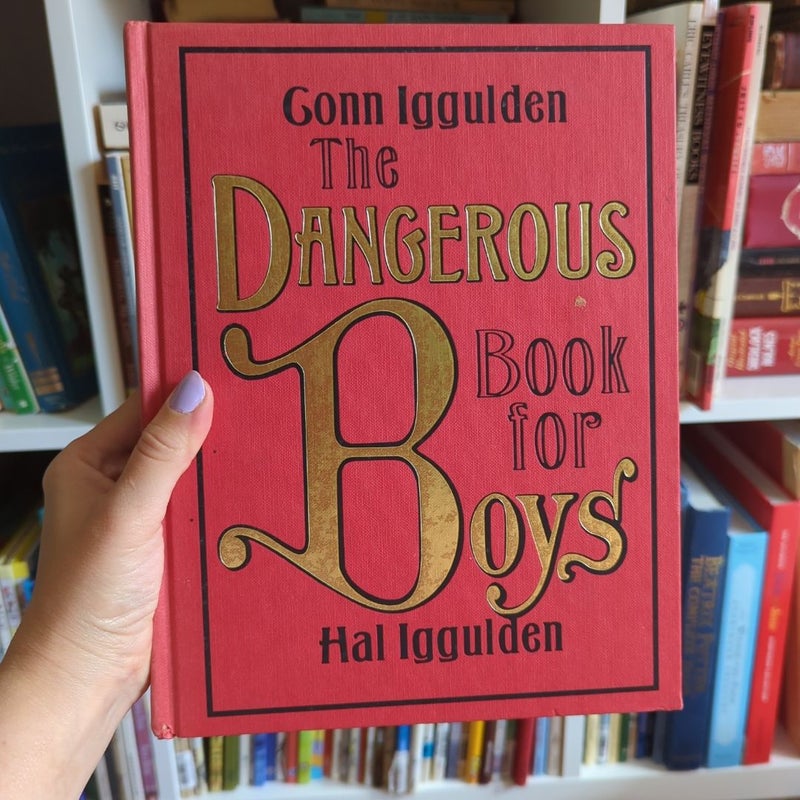 Conn Iggulden
The
DANGEROUS
Book
for
Boys
Hal Iggulden